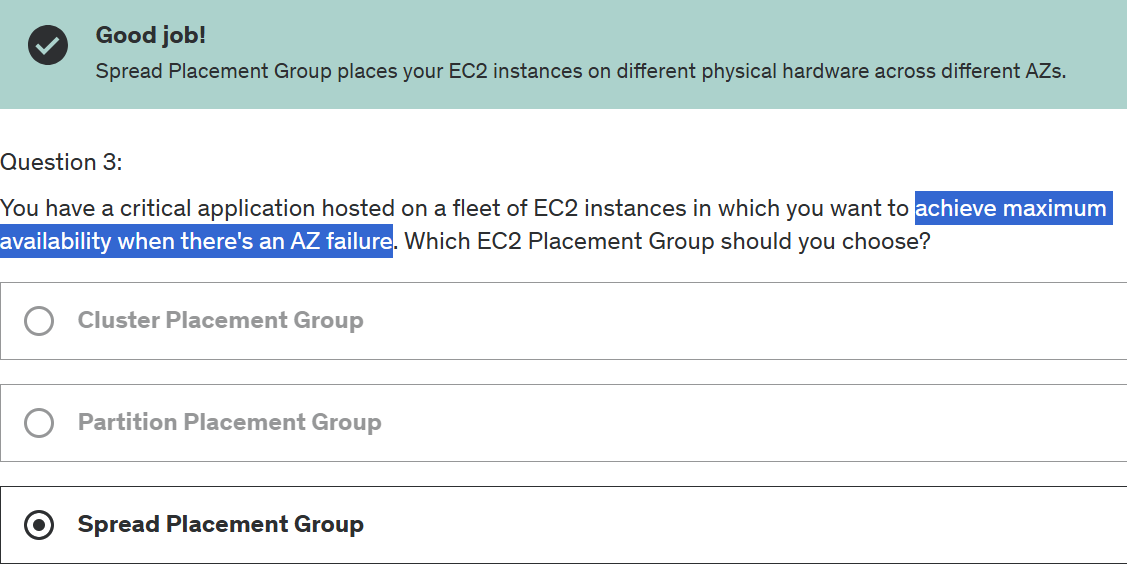 Good job!
Spread Placement Group places your EC2 instances on different physical hardware across different AZs.
Question 3:
You have a critical application hosted on a fleet of EC2 instances in which you want to achieve maximum
availability when there's an AZ failure. Which EC2 Placement Group should you choose?
Cluster Placement Group
Partition Placement Group
Spread Placement Group